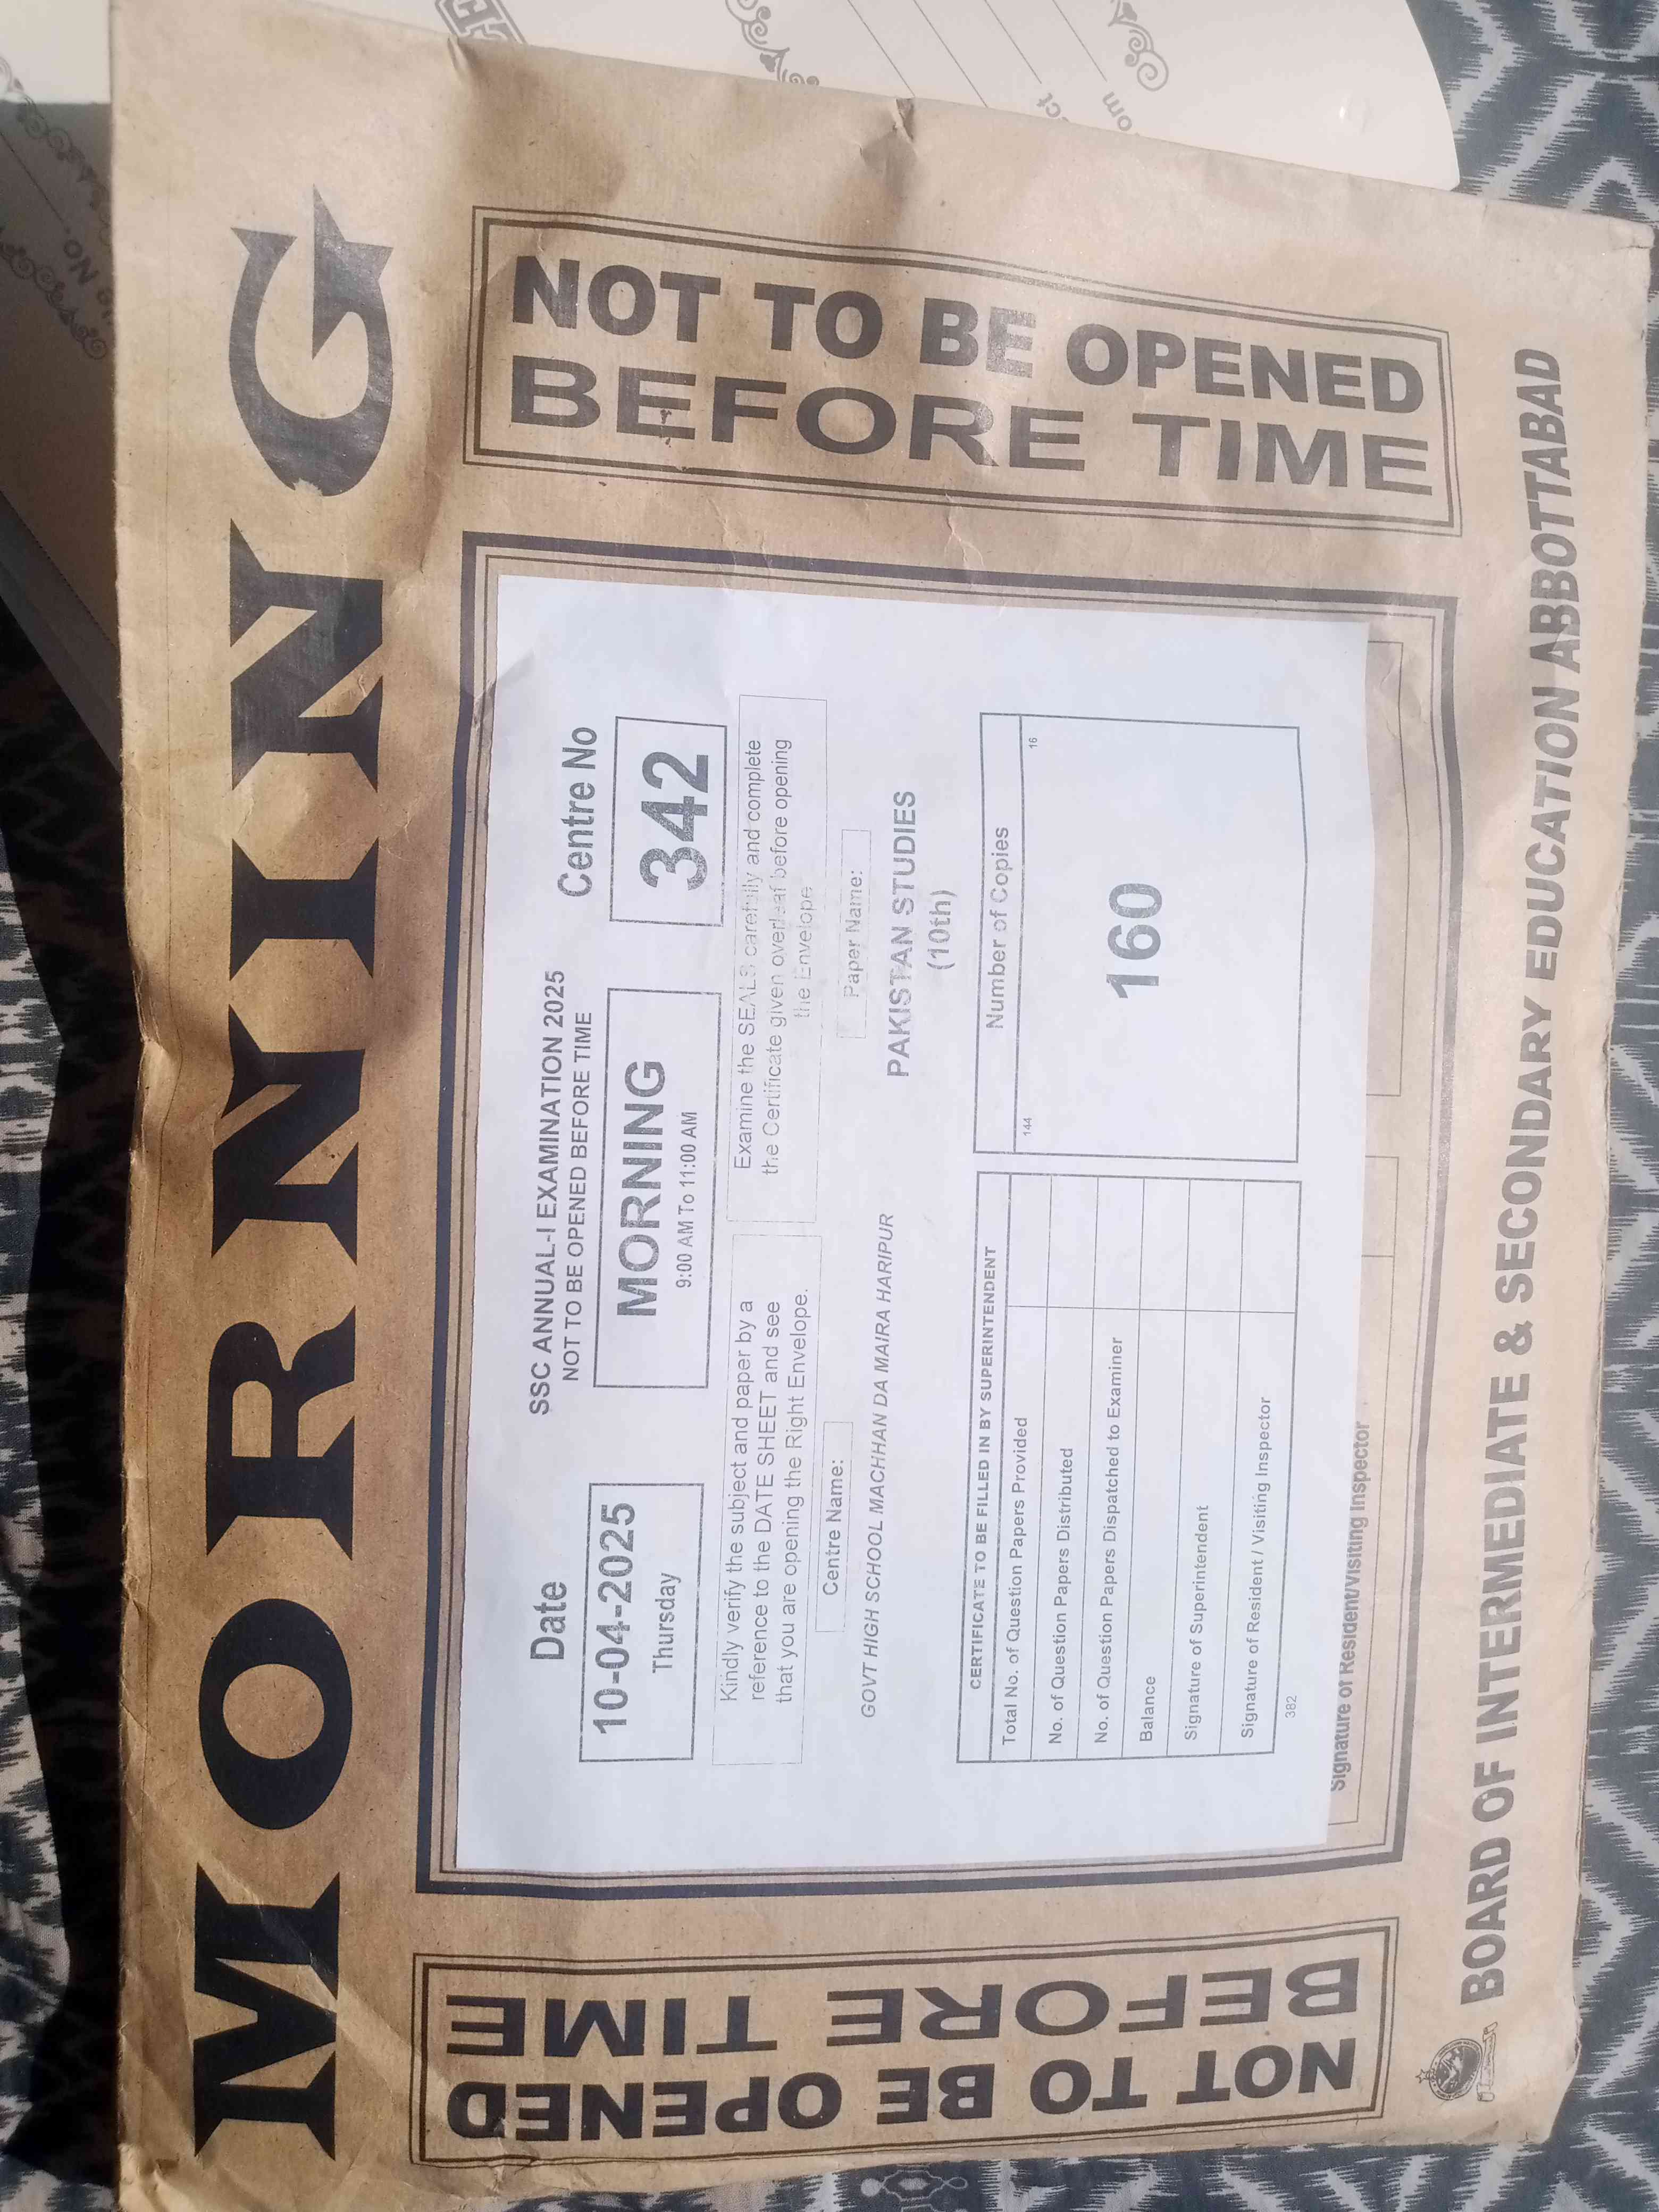 MORNING
NOT TO BE OPENED
BEFORE TIME
NOT TO BE OPENED
BEFORE TIME
Date
10-04-2025
Thursday
SSC ANNUAL-I EXAMINATION 2025
NOT TO BE OPENED BEFORE TIME
MORNING
9:00 AM To 11:00 AM
Centre No
342
Kindly verify the subject and paper by a
reference to the DATE SHEET and see
that you are opening the Right Envelope.
Examine the SEALS carefully and complete
the Certificate given overleaf before opening
the Envelope
Centre Name:
GOVT HIGH SCHOOL MACHHAN DA MAIRA HARIPUR
Paper Name:
PAKISTAN STUDIES
(10th)
CERTIFICATE TO BE FILLED IN BY SUPERINTENDENT
Total No. of Question Papers Provided
No. of Question Papers Distributed
No. of Question Papers Dispatched to Examiner
Balance
Signature of Superintendent
Signature of Resident / Visiting Inspector
382
Number of Copies
144 16
160
Signature of Resident/Visiting Inspector
BOARD OF INTERMEDIATE & SECONDARY EDUCATION ABBOTTABAD